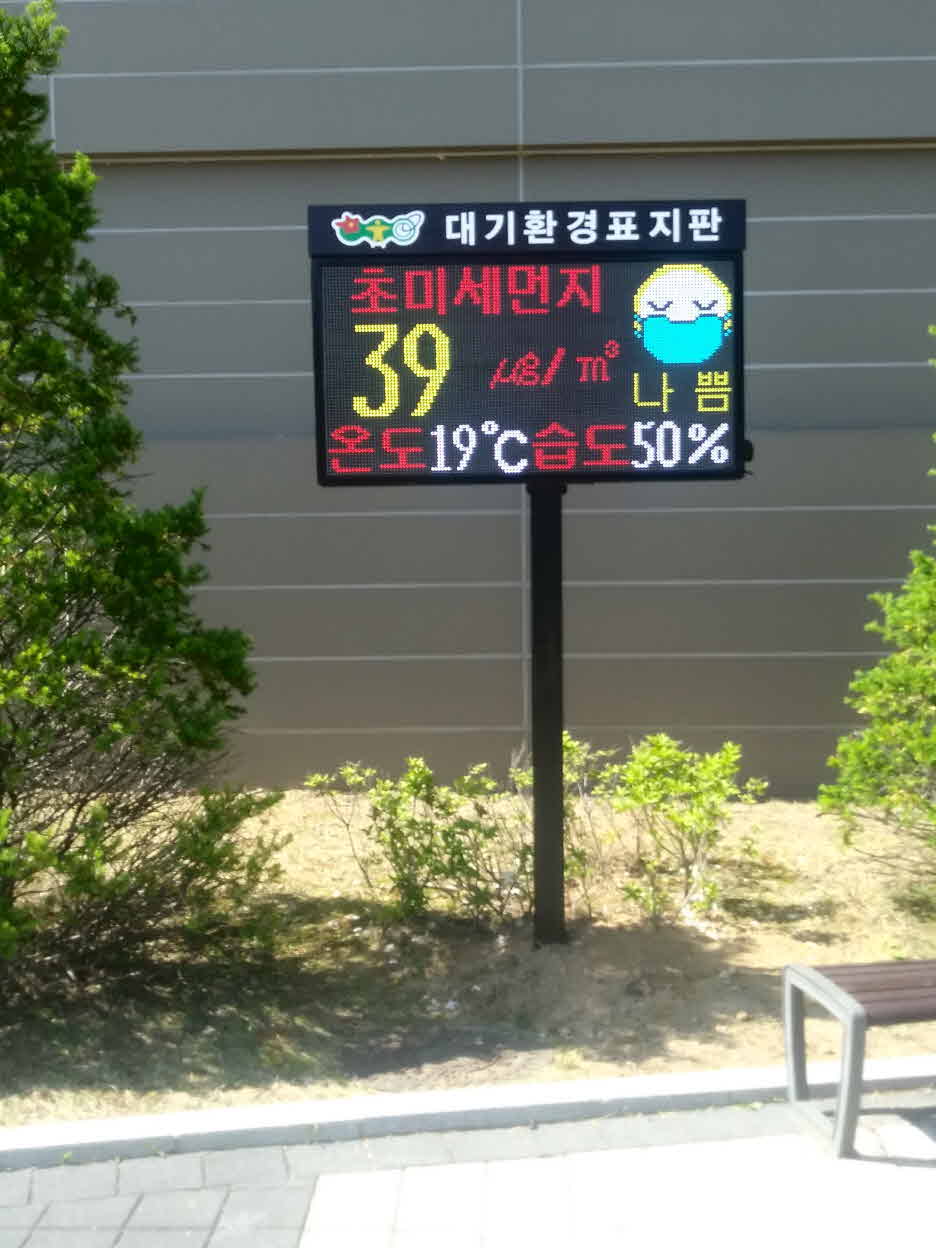 대기환경표지판
초미세먼지
39 μg/㎥
나쁨
온도19℃습도50%